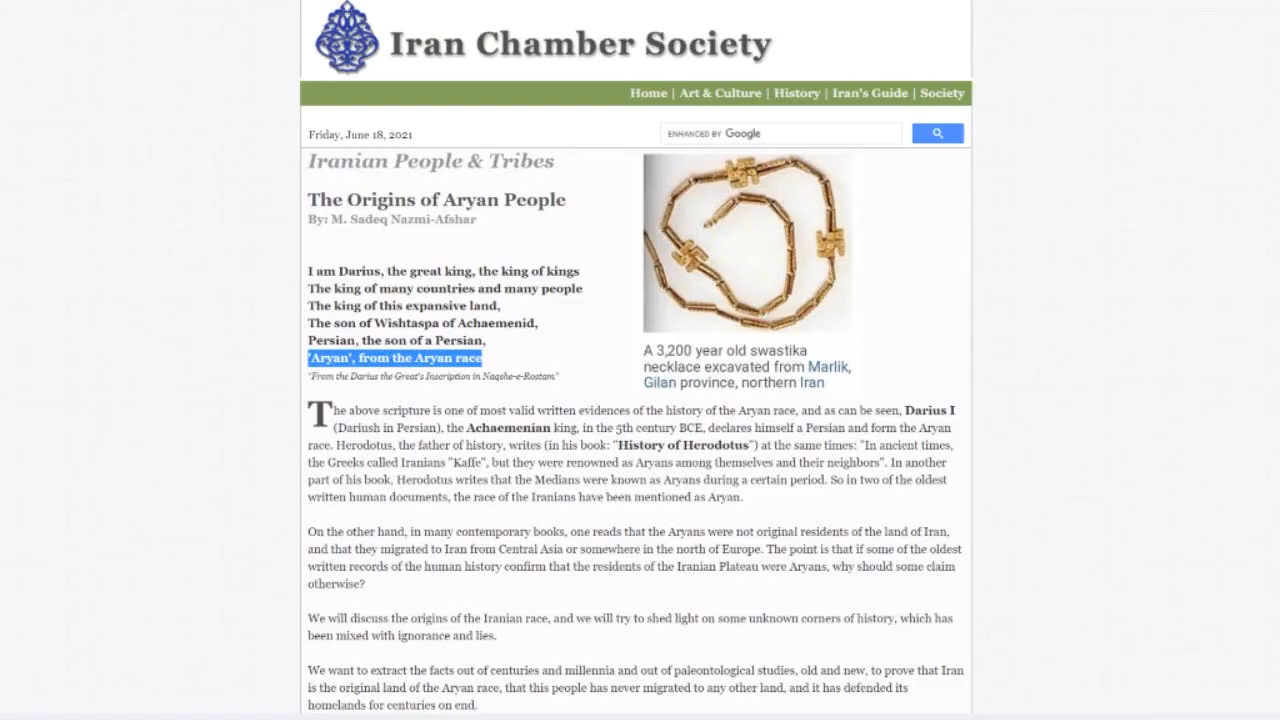 Iran Chamber Society
Home | Art & Culture | History | Iran's Guide | Society
Friday, June 18, 2021
ENHANCED BY Google
Iranian People & Tribes
The Origins of Aryan People
By: M. Sadeq Nazmi-Afshar
I am Darius, the great king, the king of kings
The king of many countries and many people
The king of this expansive land,
The son of Wishtaspa of Achaemenid,
Persian, the son of a Persian,
'Aryan', from the Aryan race
"From the Darius the Great's Inscription in Naqshe-e-Rostam"
A 3,200 year old swastika
necklace excavated from Marlik,
Gilan province, northern Iran
The above scripture is one of most valid written evidences of the history of the Aryan race, and as can be seen, Darius I
(Dariush in Persian), the Achaemenian king, in the 5th century BCE, declares himself a Persian and form the Aryan
race. Herodotus, the father of history, writes (in his book: "History of Herodotus") at the same times: "In ancient times,
the Greeks called Iranians "Kaffe", but they were renowned as Aryans among themselves and their neighbors". In another
part of his book, Herodotus writes that the Medians were known as Aryans during a certain period. So in two of the oldest
written human documents, the race of the Iranians have been mentioned as Aryan.
On the other hand, in many contemporary books, one reads that the Aryans were not original residents of the land of Iran,
and that they migrated to Iran from Central Asia or somewhere in the north of Europe. The point is that if some of the oldest
written records of the human history confirm that the residents of the Iranian Plateau were Aryans, why should some claim
otherwise?
We will discuss the origins of the Iranian race, and we will try to shed light on some unknown corners of history, which has
been mixed with ignorance and lies.
We want to extract the facts out of centuries and millennia and out of paleontological studies, old and new, to prove that Iran
is the original land of the Aryan race, that this people has never migrated to any other land, and it has defended its
homelands for centuries on end.